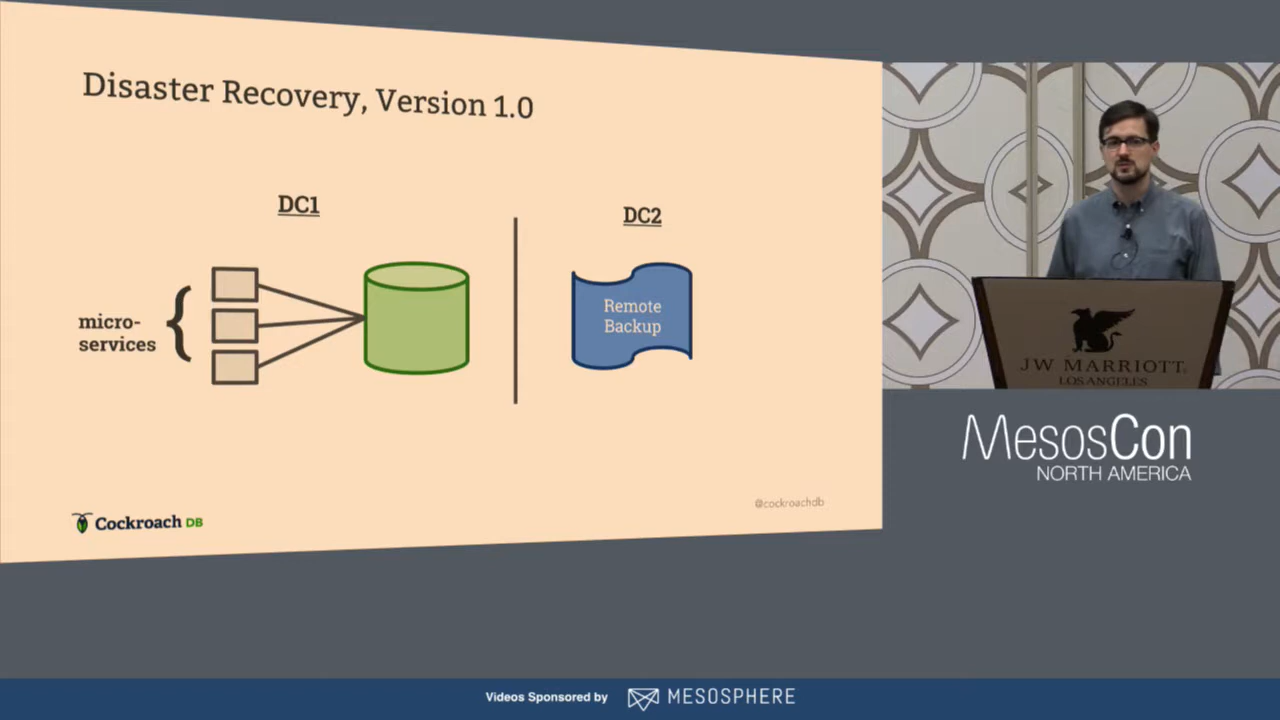 Disaster Recovery, Version 1.0
DC1
DC2
micro-
services
Remote
Backup
Cockroach DB
@cockroachdb
JW MARRIOTT
LOS ANGELES
MesosCon
NORTH AMERICA
Videos Sponsored by
MESOSPHERE